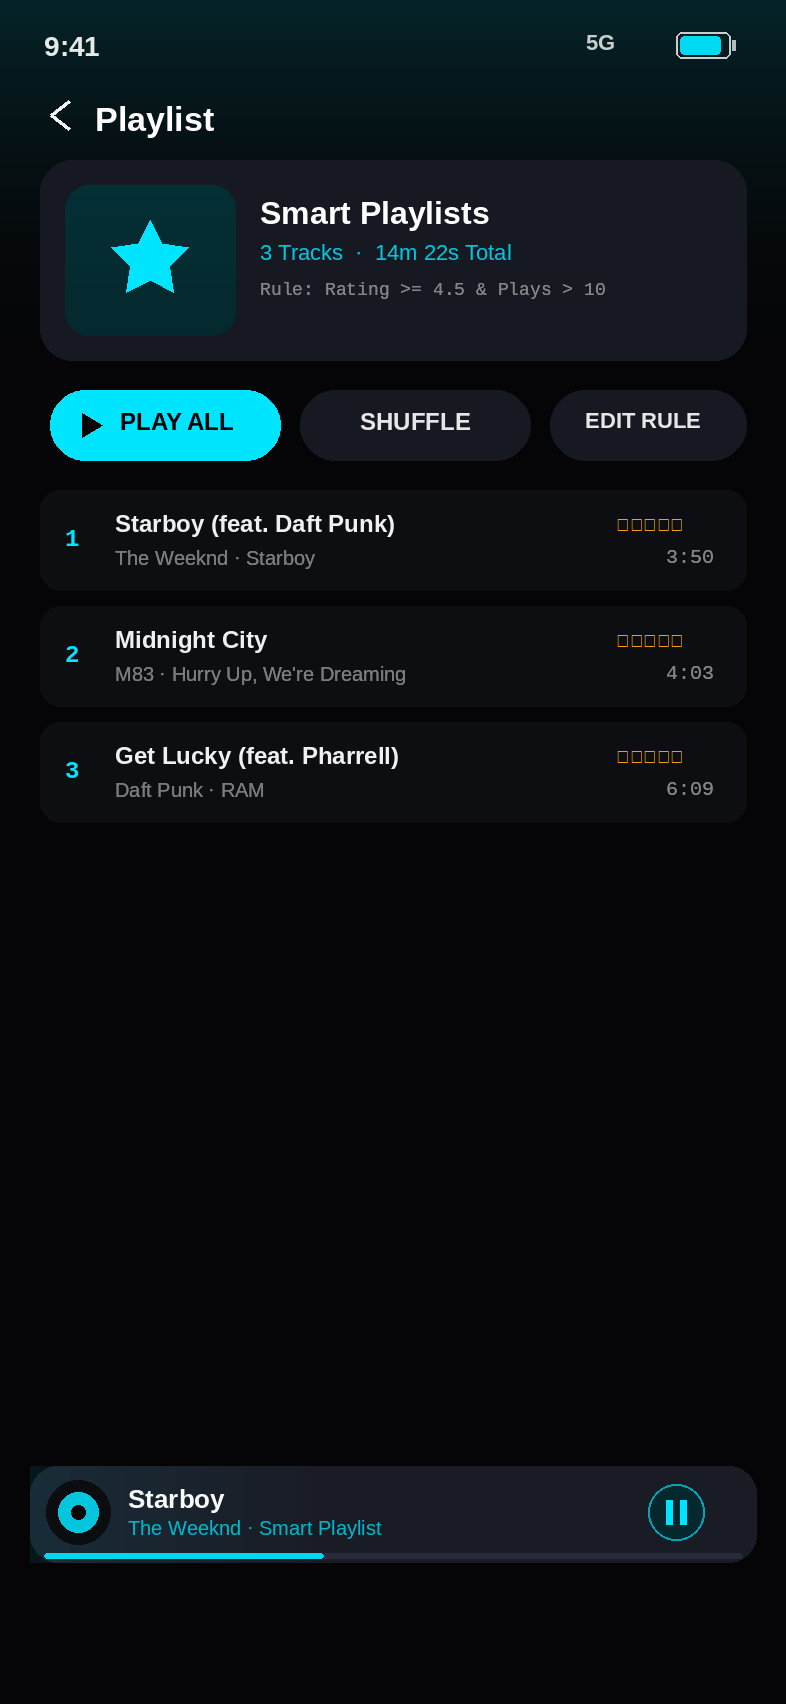 9:41
5G
Playlist
Smart Playlists
3 Tracks · 14m 22s Total
Rule: Rating >= 4.5 & Plays > 10
PLAY ALL
SHUFFLE
EDIT RULE
1
Starboy (feat. Daft Punk)
□□□□□
The Weeknd · Starboy
3:50
2
Midnight City
□□□□□
M83 · Hurry Up, We're Dreaming
4:03
3
Get Lucky (feat. Pharrell)
□□□□□
Daft Punk · RAM
6:09
Starboy
The Weeknd · Smart Playlist